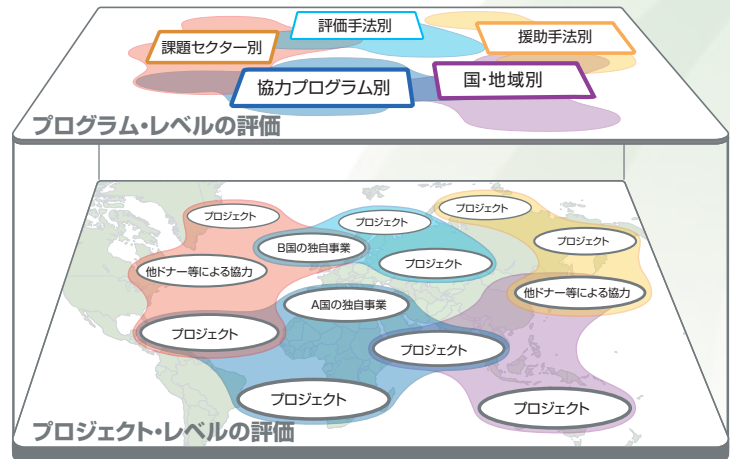 評価手法別
課題セクター別
援助手法別
協力プログラム別
国・地域別
プログラム・レベルの評価
プロジェクト
プロジェクト
プロジェクト
B国の独自事業
プロジェクト
プロジェクト
他ドナー等による協力
他ドナー等による協力
A国の独自事業
プロジェクト
プロジェクト
プロジェクト
プロジェクト
プロジェクト・レベルの評価